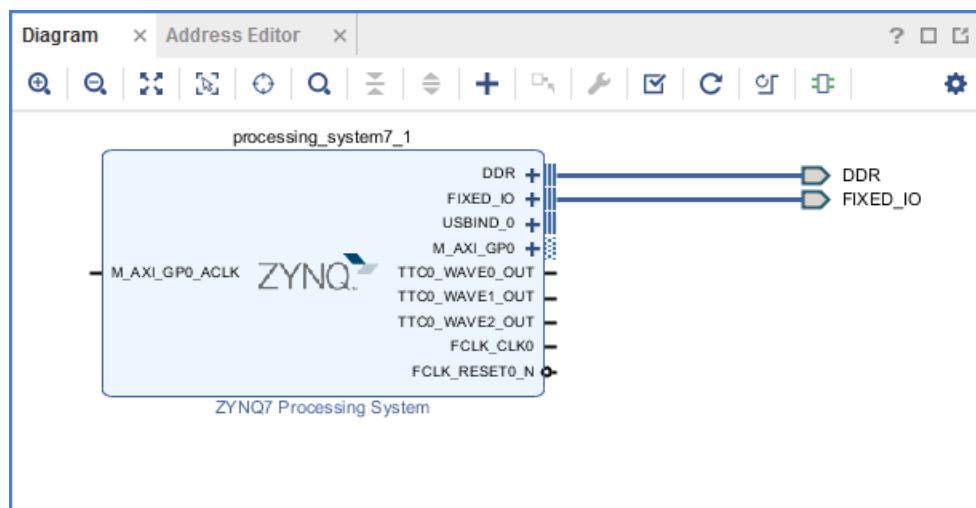 Diagram
Address Editor
processing_system7_1
DDR
FIXED_IO
USBIND_0
M_AXI_GP0
M_AXI_GP0_ACLK
ZYNQ
TTC0_WAVE0_OUT
TTC0_WAVE1_OUT
TTC0_WAVE2_OUT
FCLK_CLK0
FCLK_RESET0_N
DDR
FIXED_IO
ZYNQ7 Processing System